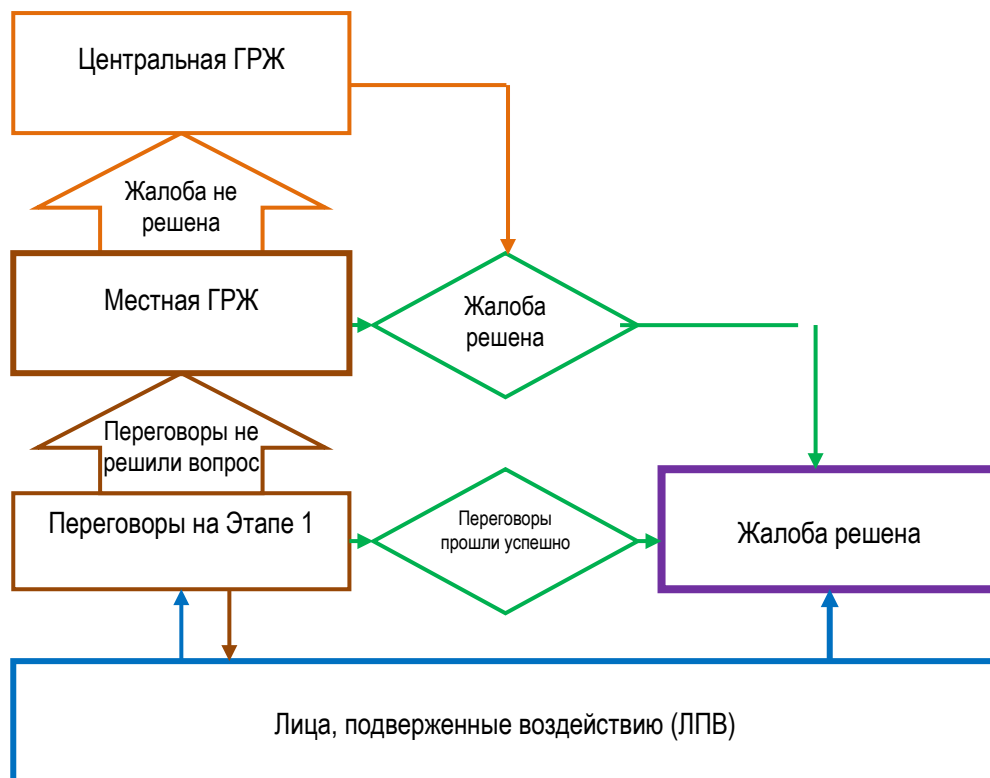 Центральная ГРЖ
Жалоба не
решена
Местная ГРЖ
Жалоба
решена
Переговоры не
решили вопрос
Переговоры на Этапе 1
Переговоры
прошли успешно
Жалоба решена
Лица, подверженные воздействию (ЛПВ)